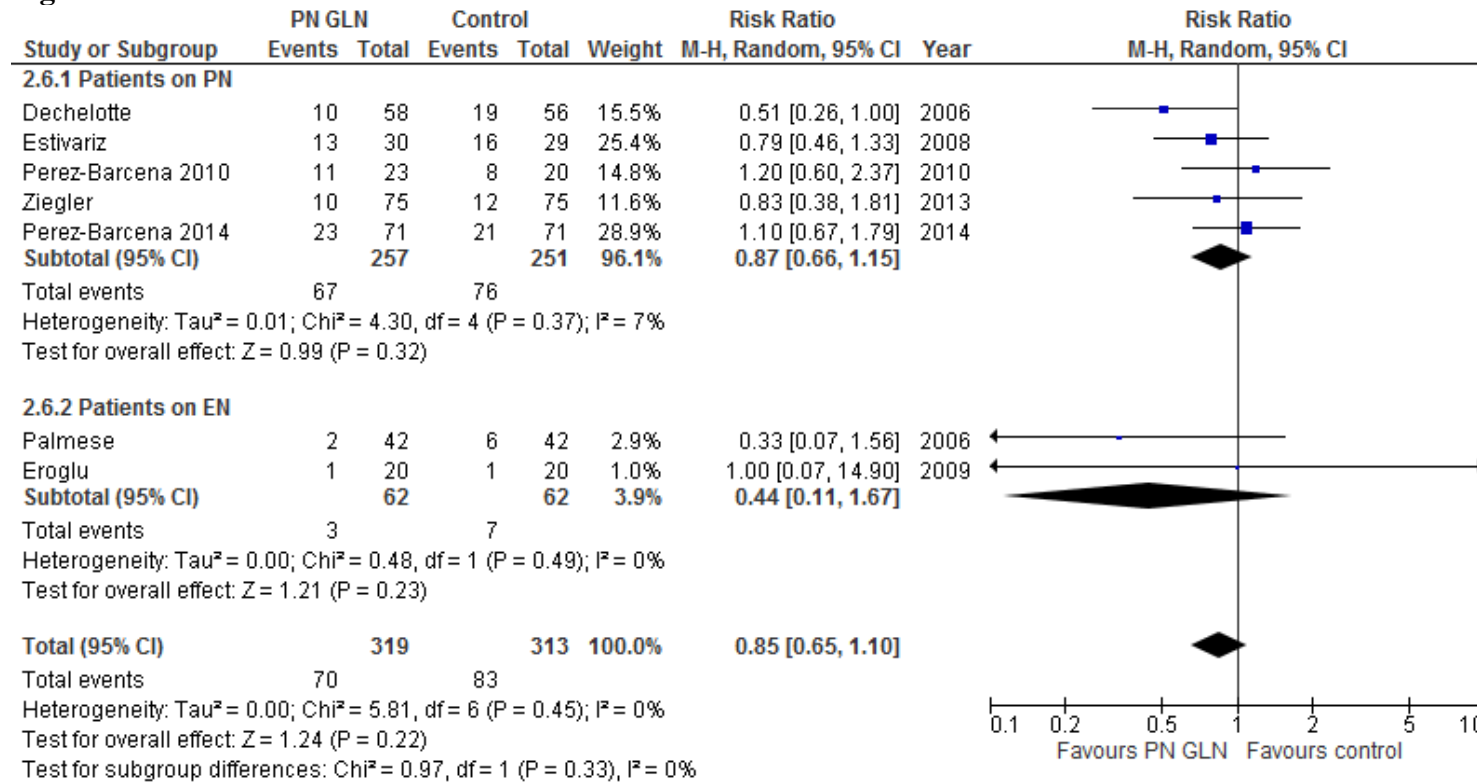 PN GLN Control Risk Ratio Risk Ratio
Study or Subgroup Events Total Events Total Weight M-H, Random, 95% CI Year M-H, Random, 95% CI
2.6.1 Patients on PN
Dechelotte 10 58 19 56 15.5% 0.51 [0.26, 1.00] 2006
Estivariz 13 30 16 29 25.4% 0.79 [0.46, 1.33] 2008
Perez-Barcena 2010 11 23 8 20 14.8% 1.20 [0.60, 2.37] 2010
Ziegler 10 75 12 75 11.6% 0.83 [0.38, 1.81] 2013
Perez-Barcena 2014 23 71 21 71 28.9% 1.10 [0.67, 1.79] 2014
Subtotal (95% CI) 257 251 96.1% 0.87 [0.66, 1.15]
Total events 67 76
Heterogeneity: Tau² = 0.01; Chi² = 4.30, df = 4 (P = 0.37); I² = 7%
Test for overall effect: Z = 0.99 (P = 0.32)
2.6.2 Patients on EN
Palmese 2 42 6 42 2.9% 0.33 [0.07, 1.56] 2006
Eroglu 1 20 1 20 1.0% 1.00 [0.07, 14.90] 2009
Subtotal (95% CI) 62 62 3.9% 0.44 [0.11, 1.67]
Total events 3 7
Heterogeneity: Tau² = 0.00; Chi² = 0.48, df = 1 (P = 0.49); I² = 0%
Test for overall effect: Z = 1.21 (P = 0.23)
Total (95% CI) 319 313 100.0% 0.85 [0.65, 1.10]
Total events 70 83
Heterogeneity: Tau² = 0.00; Chi² = 5.81, df = 6 (P = 0.45); I² = 0%
Test for overall effect: Z = 1.24 (P = 0.22)
Test for subgroup differences: Chi² = 0.97, df = 1 (P = 0.33), I² = 0%
0.1 0.2 0.5 1 2 5 10
Favours PN GLN Favours control